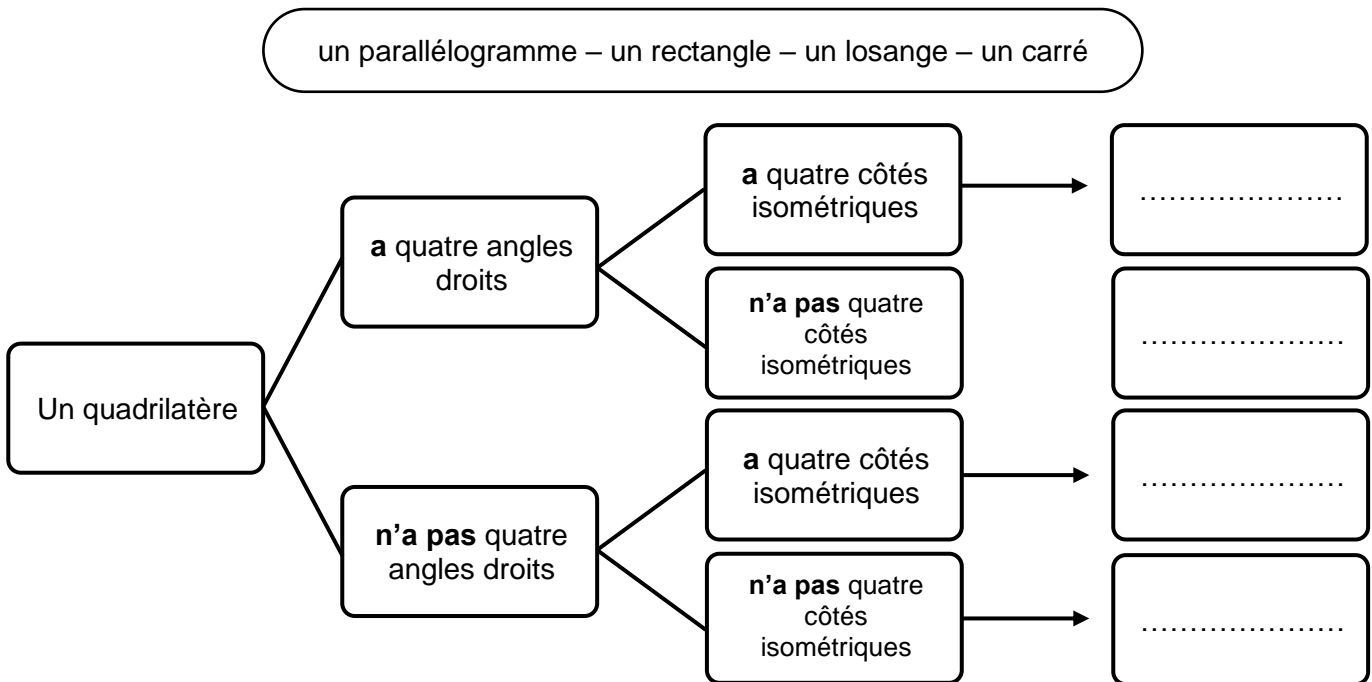 un parallélogramme – un rectangle – un losange – un carré
a quatre côtés
isométriques
.....................
a quatre angles
droits
n’a pas quatre
côtés
isométriques
.....................
Un quadrilatère
a quatre côtés
isométriques
.....................
n’a pas quatre
angles droits
n’a pas quatre
côtés
isométriques
.....................